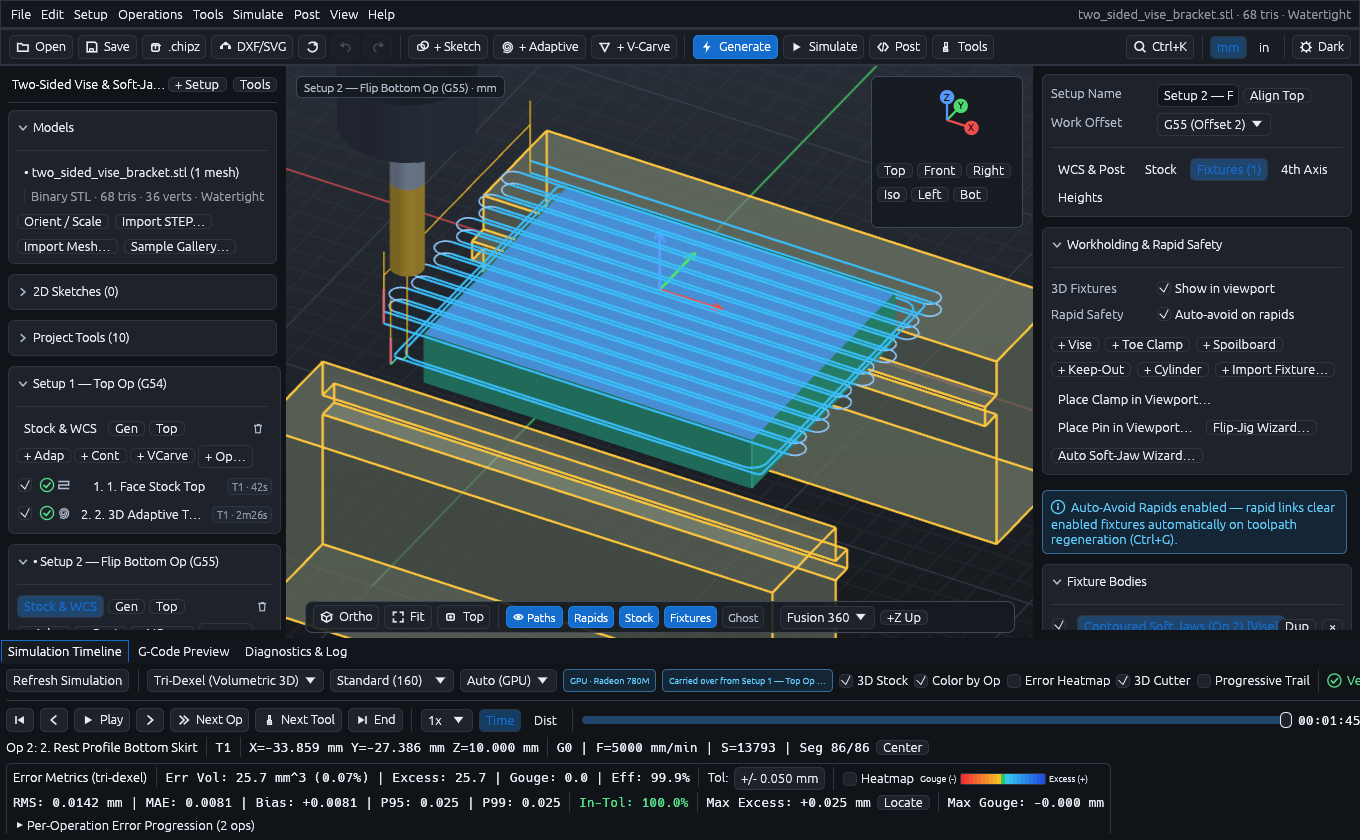 File Edit Setup Operations Tools Simulate Post View Help
two_sided_vise_bracket.stl · 68 tris · Watertight
Open Save .chipz DXF/SVG + Sketch + Adaptive + V-Carve Generate Simulate Post Tools Ctrl+K mm in Dark
Two-Sided Vise & Soft-Ja... + Setup Tools
Models
• two_sided_vise_bracket.stl (1 mesh)
Binary STL · 68 tris · 36 verts · Watertight
Orient / Scale Import STEP...
Import Mesh... Sample Gallery...
2D Sketches (0)
Project Tools (10)
Setup 1 — Top Op (G54)
Stock & WCS Gen Top
+ Adap + Cont + VCarve + Op...
1. 1. Face Stock Top T1 · 42s
2. 2. 3D Adaptive T... T1 · 2m26s
• Setup 2 — Flip Bottom Op (G55)
Stock & WCS Gen Top
Setup 2 — Flip Bottom Op (G55) · mm
Z Y X
Top Front Right
Iso Left Bot
Ortho Fit Top Paths Rapids Stock Fixtures Ghost Fusion 360 +Z Up
Setup Name Setup 2 — F Align Top
Work Offset G55 (Offset 2)
WCS & Post Stock Fixtures (1) 4th Axis
Heights
Workholding & Rapid Safety
3D Fixtures Show in viewport
Rapid Safety Auto-avoid on rapids
+ Vise + Toe Clamp + Spoilboard
+ Keep-Out + Cylinder + Import Fixture...
Place Clamp in Viewport...
Place Pin in Viewport... Flip-Jig Wizard...
Auto Soft-Jaw Wizard...
Auto-Avoid Rapids enabled — rapid links clear
enabled fixtures automatically on toolpath
regeneration (Ctrl+G).
Fixture Bodies
Contoured Soft Jaws (Op 2) [Vise] Dup ×
Simulation Timeline G-Code Preview Diagnostics & Log
Refresh Simulation Tri-Dexel (Volumetric 3D) Standard (160) Auto (GPU) GPU · Radeon 780M Carried over from Setup 1 — Top Op ... 3D Stock Color by Op Error Heatmap 3D Cutter Progressive Trail Ve
Play Next Op Next Tool End 1x Time Dist 00:01:45
Op 2: 2. Rest Profile Bottom Skirt T1 X=-33.859 mm Y=-27.386 mm Z=10.000 mm G0 | F=5000 mm/min | S=13793 | Seg 86/86 Center
Error Metrics (tri-dexel) Err Vol: 25.7 mm^3 (0.07%) | Excess: 25.7 | Gouge: 0.0 | Eff: 99.9% Tol: +/- 0.050 mm Heatmap Gouge (-) Excess (+)
RMS: 0.0142 mm | MAE: 0.0081 | Bias: +0.0081 | P95: 0.025 | P99: 0.025 In-Tol: 100.0% Max Excess: +0.025 mm Locate Max Gouge: -0.000 mm
Per-Operation Error Progression (2 ops)